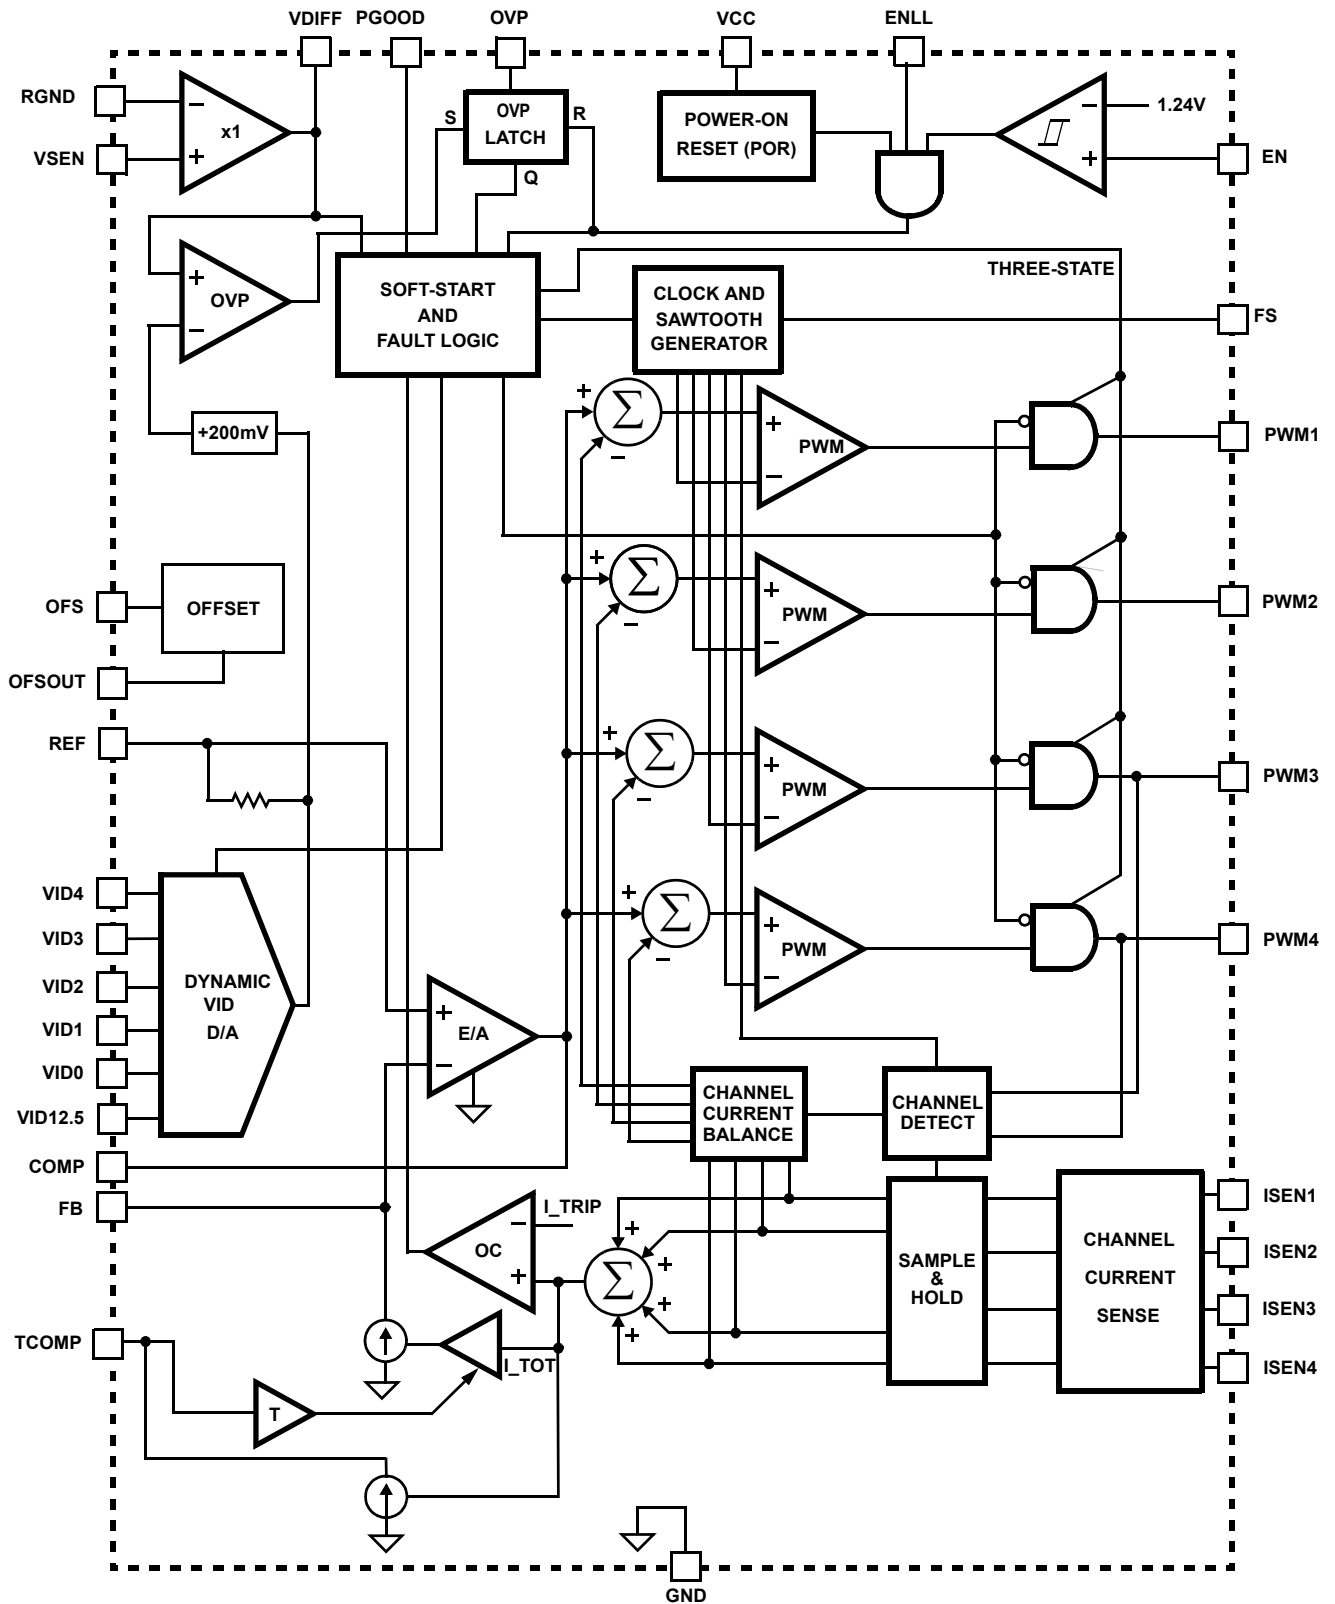 VDIFF PGOOD OVP VCC ENLL
RGND
VSEN
−
x1
+
S
OVP
LATCH
R
Q
POWER-ON
RESET (POR)
−
1.24V
+
EN
+
OVP
−
SOFT-START
AND
FAULT LOGIC
CLOCK AND
SAWTOOTH
GENERATOR
THREE-STATE
FS
+200mV
+
Σ
−
+
PWM
−
PWM1
OFS
OFFSET
OFSOUT
+
Σ
−
+
PWM
−
PWM2
REF
+
Σ
−
+
PWM
−
PWM3
VID4
VID3
VID2
VID1
VID0
VID12.5
DYNAMIC
VID
D/A
+
Σ
−
+
PWM
−
PWM4
+
E/A
−
CHANNEL
CURRENT
BALANCE
CHANNEL
DETECT
COMP
FB
I_TRIP
−
OC
+
+
+
Σ
+
+
SAMPLE
&
HOLD
CHANNEL
CURRENT
SENSE
ISEN1
ISEN2
ISEN3
ISEN4
TCOMP
I_TOT
T
GND